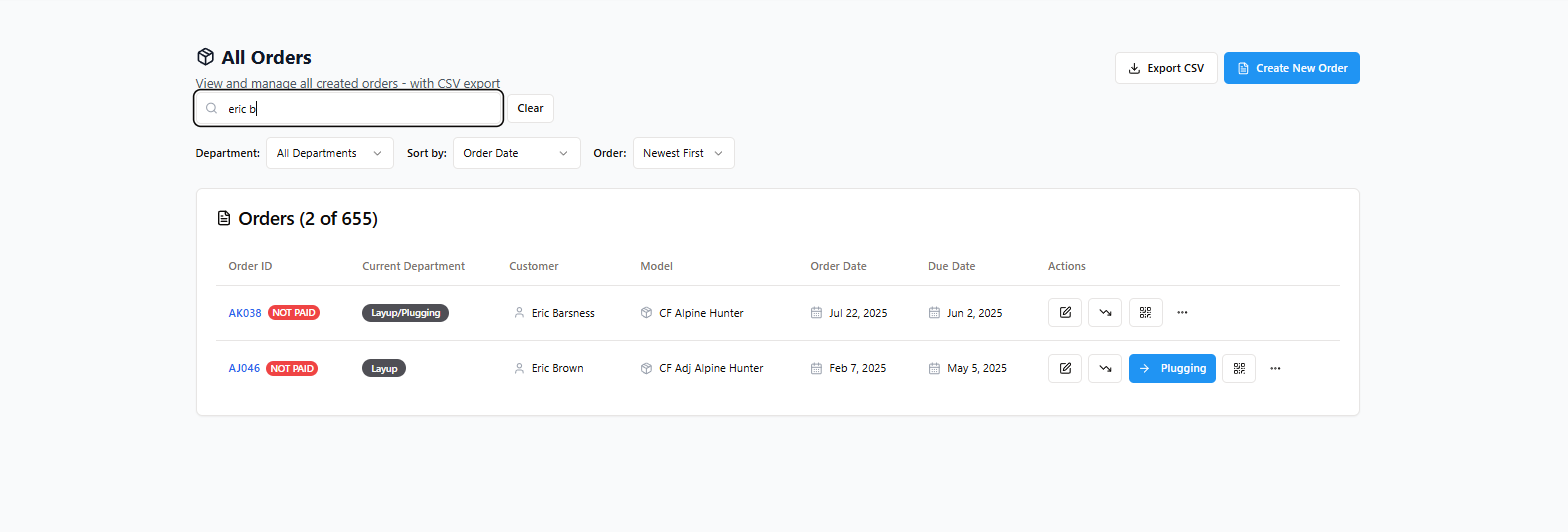 All Orders
View and manage all created orders - with CSV export
Export CSV
Create New Order
eric b
Clear
Department: All Departments Sort by: Order Date Order: Newest First
Orders (2 of 655)
Order ID Current Department Customer Model Order Date Due Date Actions
AK038 NOT PAID Layup/Plugging Eric Barsness CF Alpine Hunter Jul 22, 2025 Jun 2, 2025
AJ046 NOT PAID Layup Eric Brown CF Adj Alpine Hunter Feb 7, 2025 May 5, 2025 Plugging